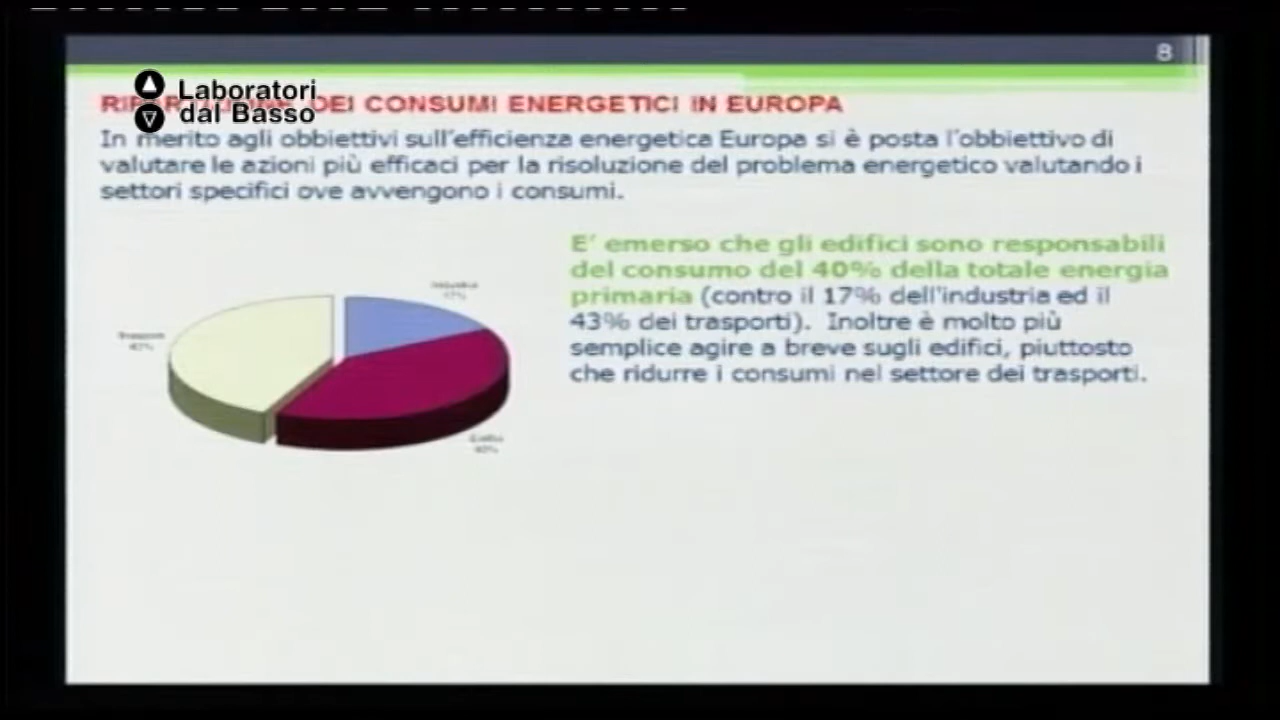 8
Laboratori
dal Basso
DEI CONSUMI ENERGETICI IN EUROPA
In merito agli obbiettivi sull'efficienza energetica Europa si è posta l'obbiettivo di
valutare le azioni più efficaci per la risoluzione del problema energetico valutando i
settori specifici ove avvengono i consumi.
E' emerso che gli edifici sono responsabili
del consumo del 40% della totale energia
primaria (contro il 17% dell'industria ed il
43% dei trasporti). Inoltre è molto più
semplice agire a breve sugli edifici, piuttosto
che ridurre i consumi nel settore dei trasporti.